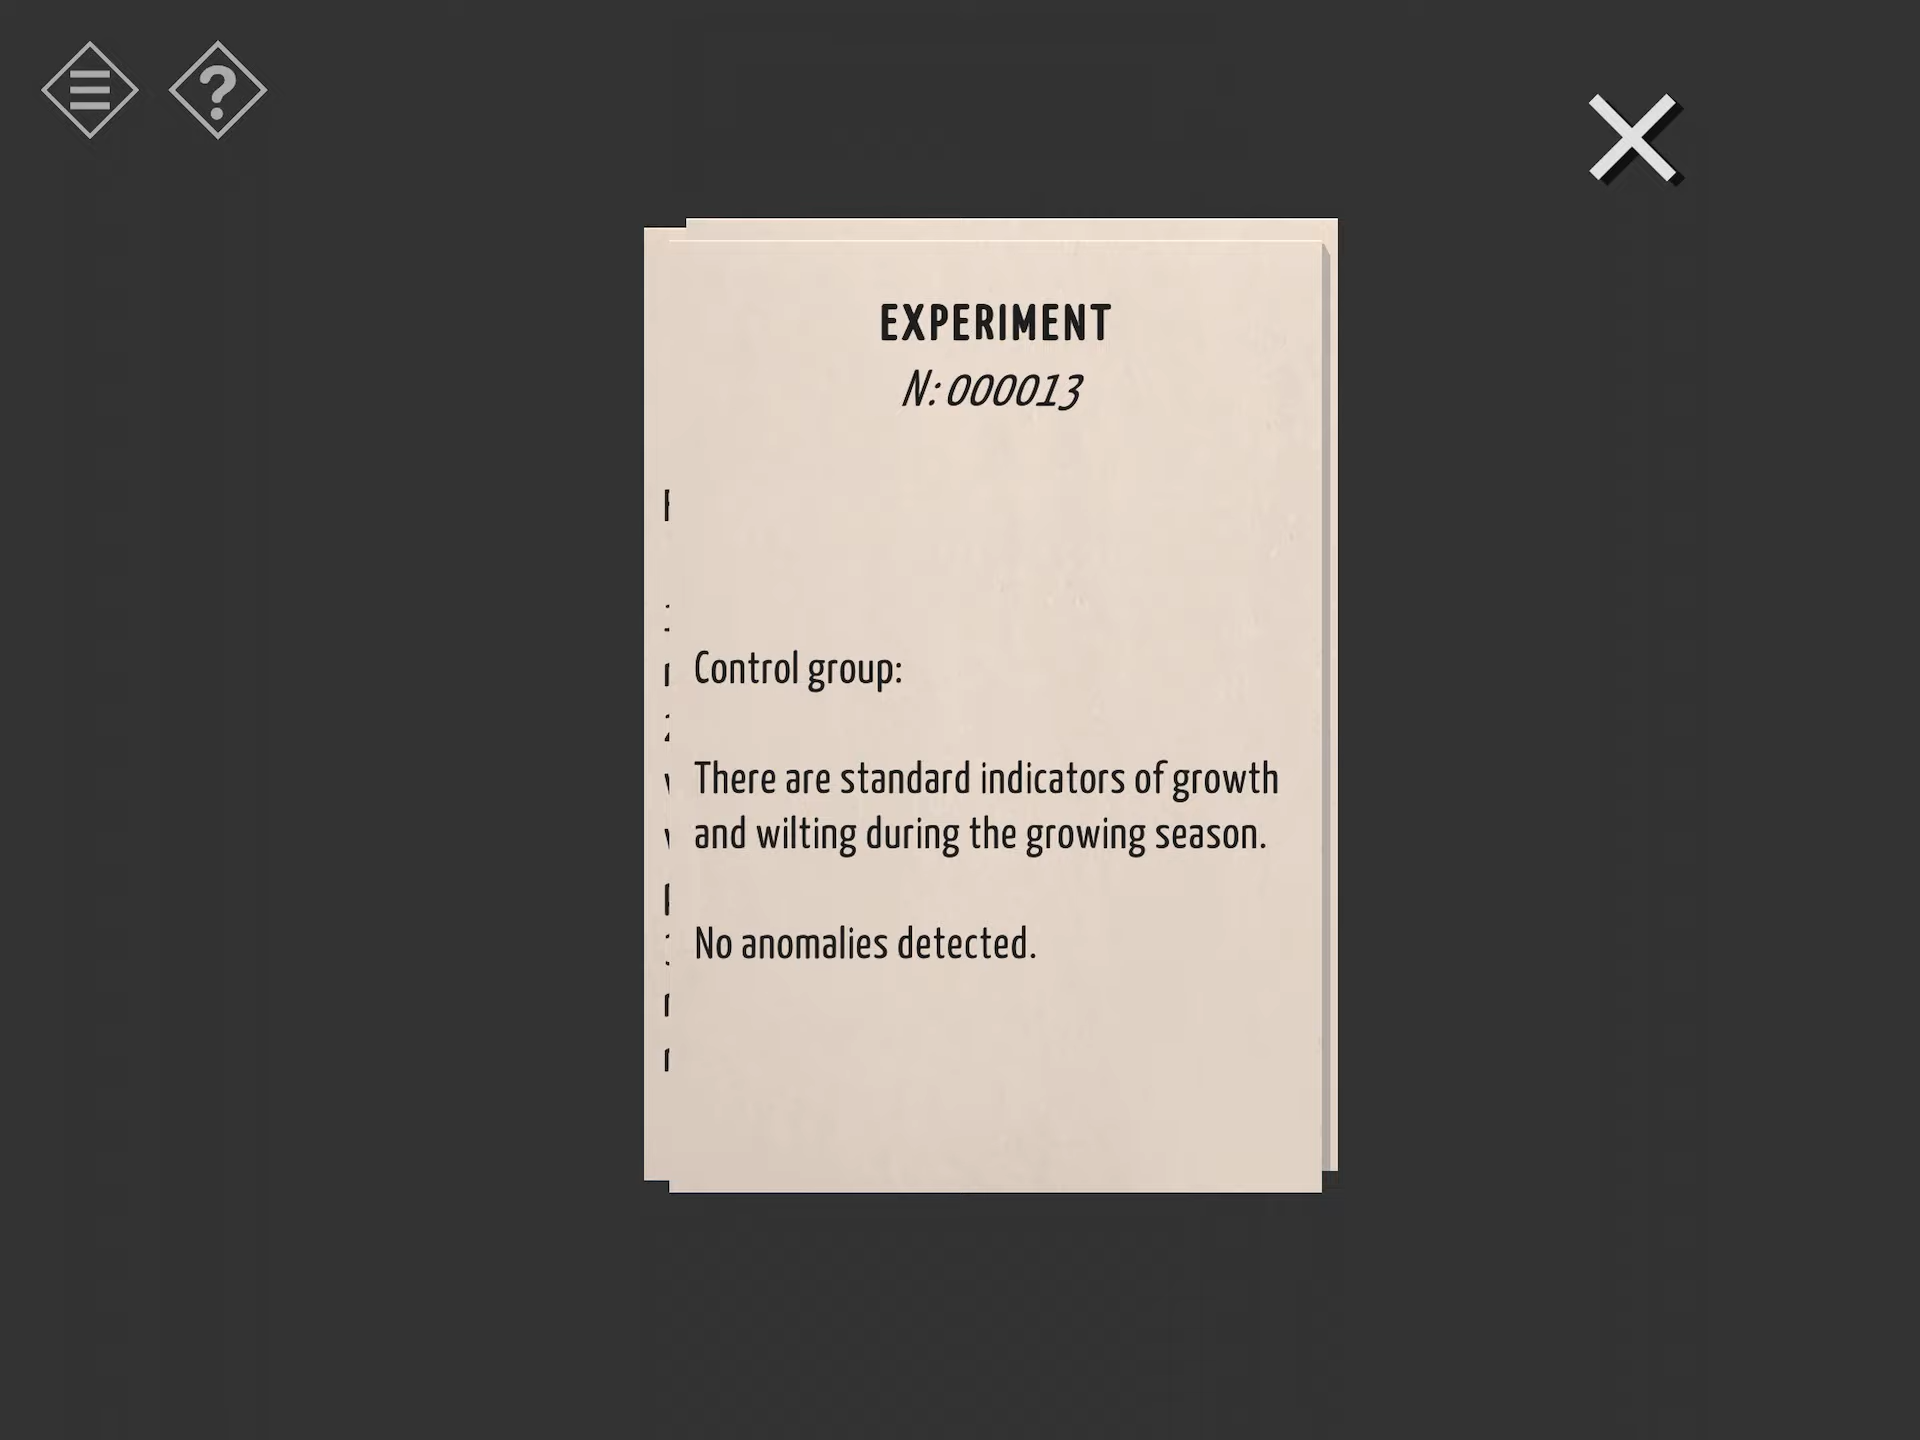 EXPERIMENT
N: 000013
Control group:
There are standard indicators of growth
and wilting during the growing season.
No anomalies detected.